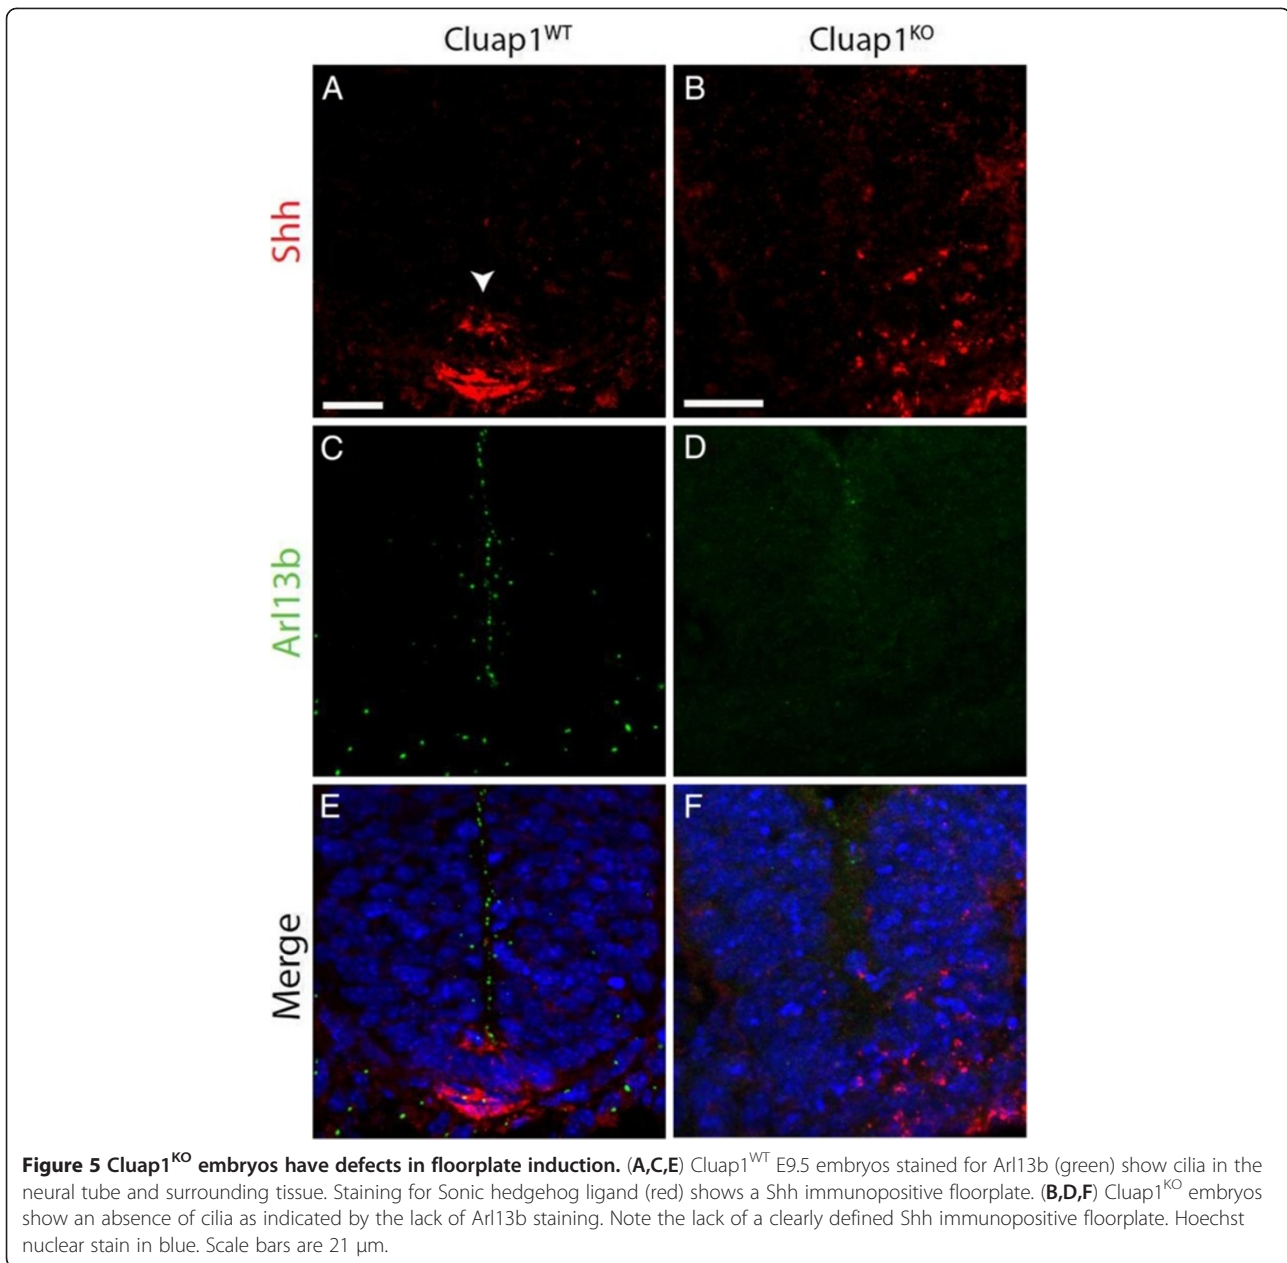 Cluap1WT Cluap1KO
A B
Shh
C D
Arl13b
E F
Merge
Figure 5 Cluap1KO embryos have defects in floorplate induction. (A,C,E) Cluap1WT E9.5 embryos stained for Arl13b (green) show cilia in the
neural tube and surrounding tissue. Staining for Sonic hedgehog ligand (red) shows a Shh immunopositive floorplate. (B,D,F) Cluap1KO embryos
show an absence of cilia as indicated by the lack of Arl13b staining. Note the lack of a clearly defined Shh immunopositive floorplate. Hoechst
nuclear stain in blue. Scale bars are 21 μm.